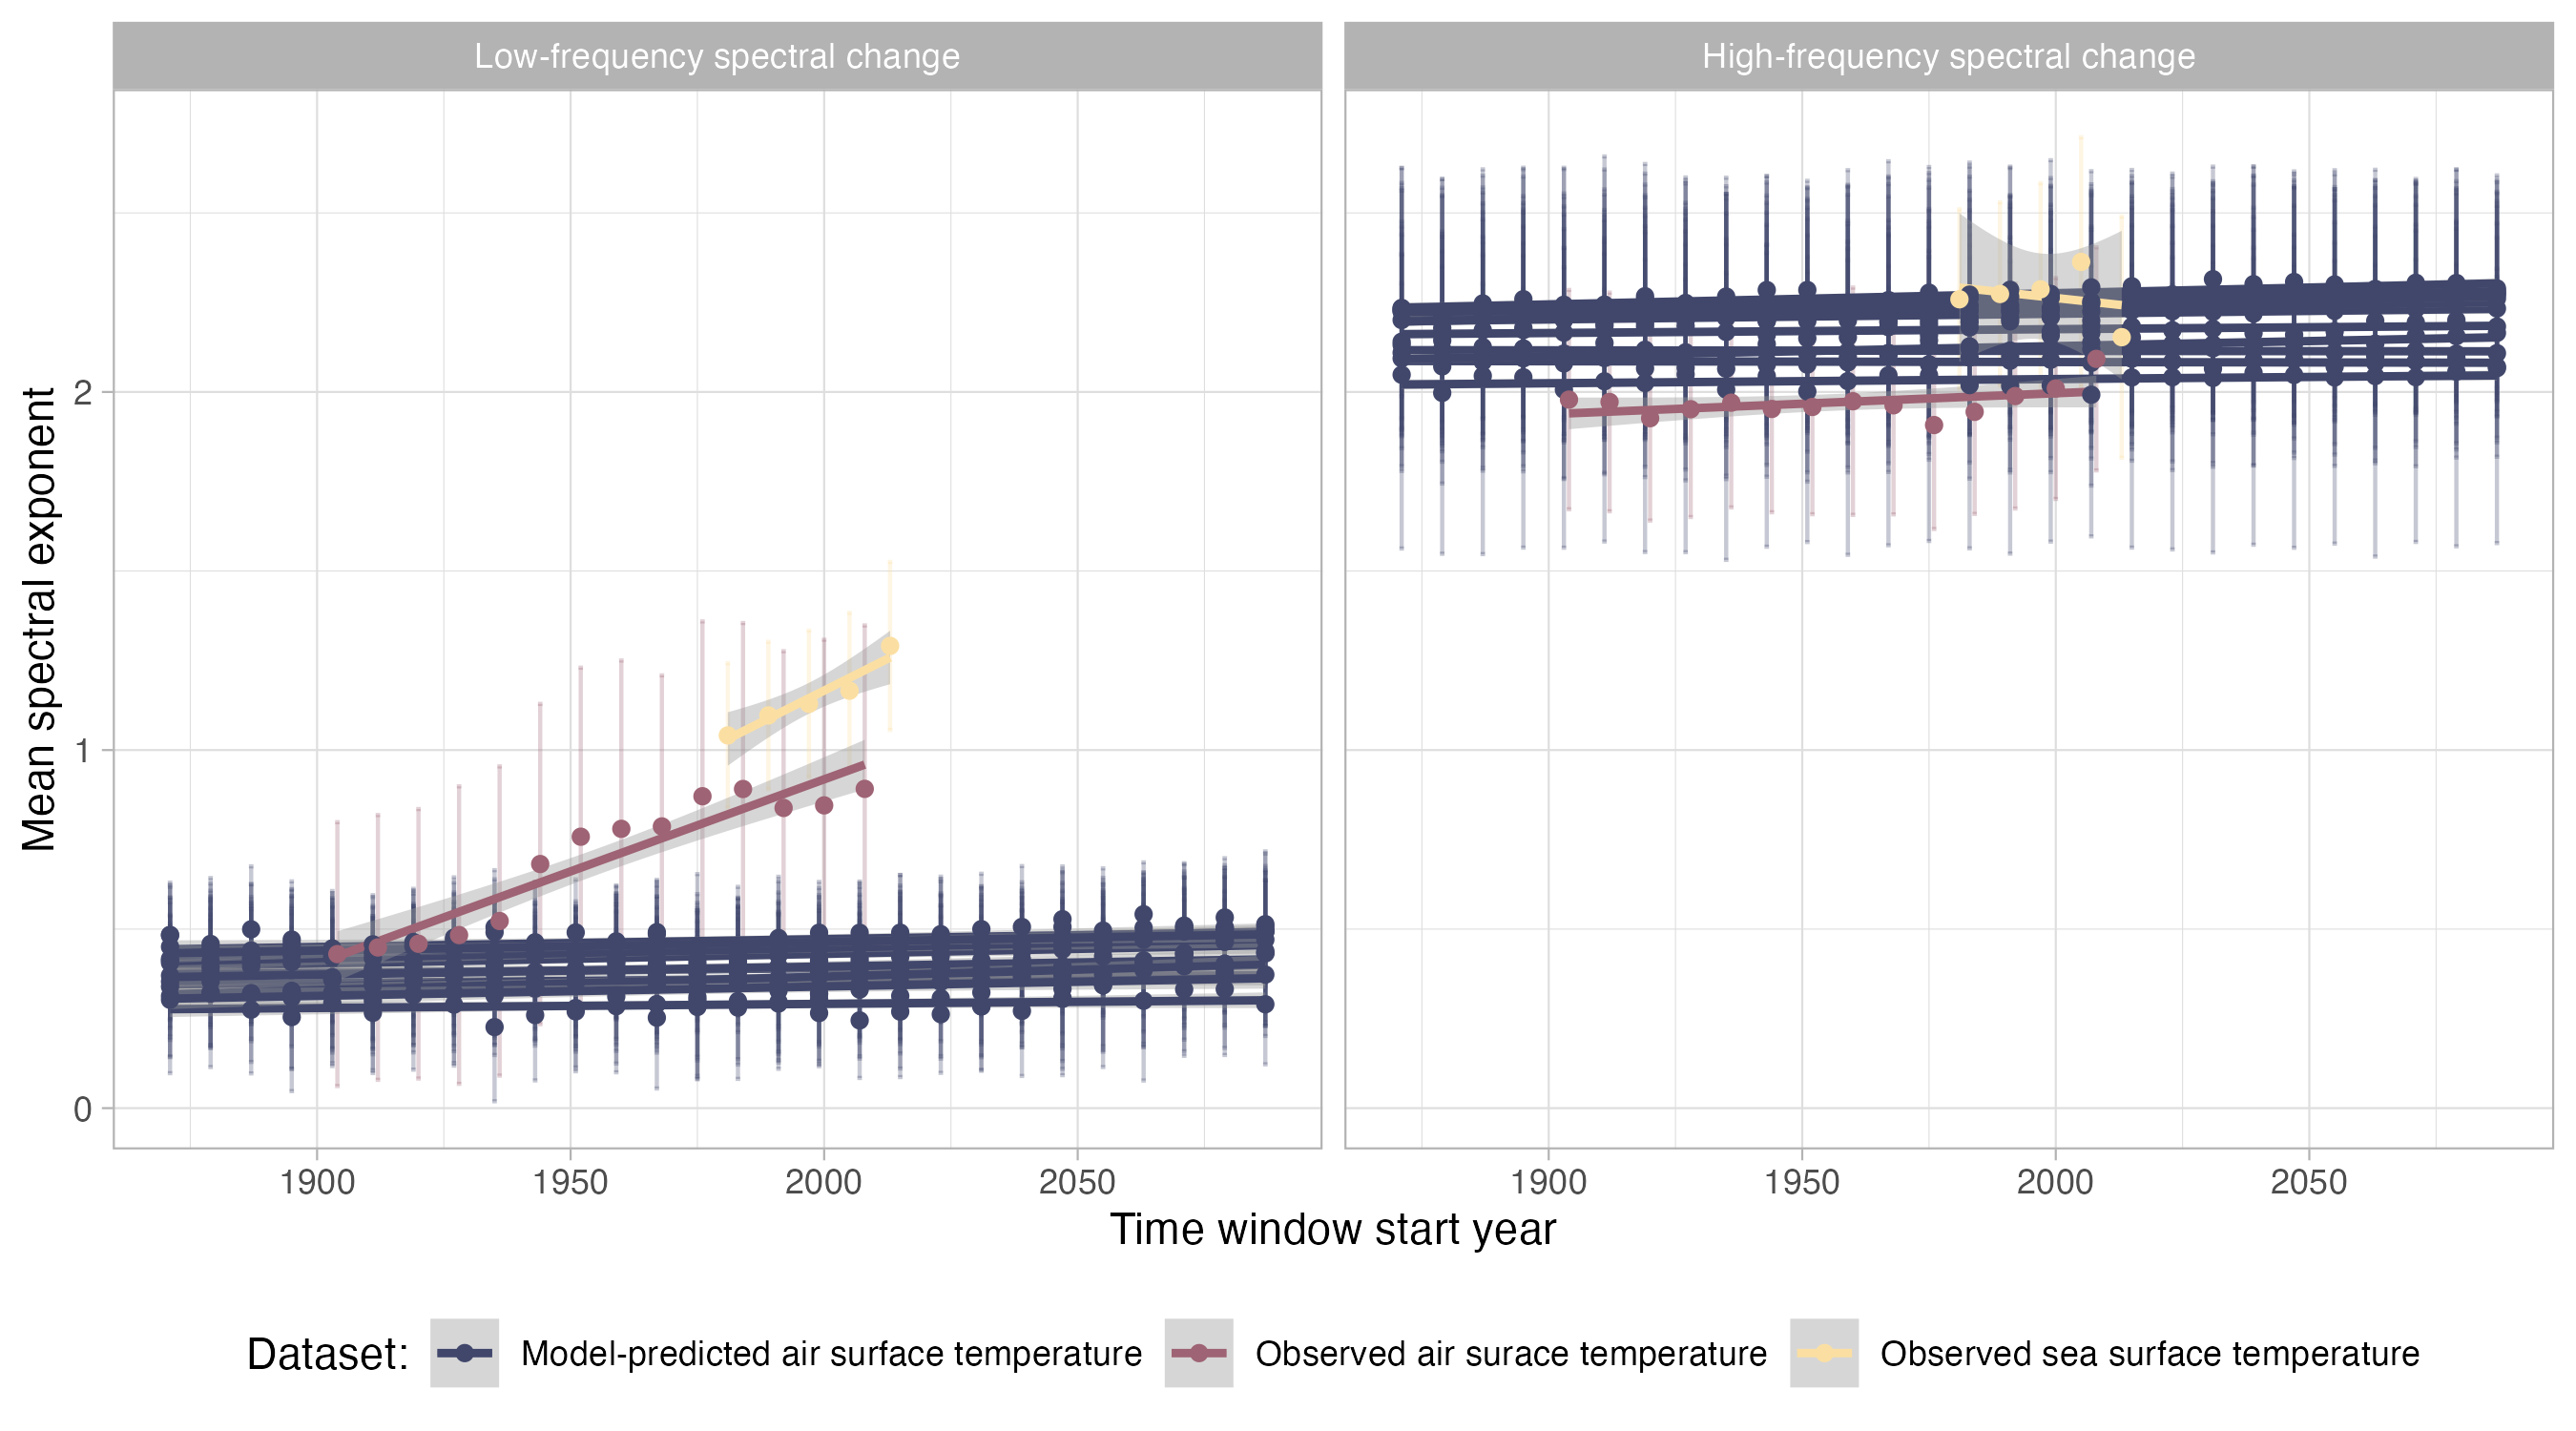 Low-frequency spectral change
High-frequency spectral change
Mean spectral exponent
2
1
0
1900 1950 2000 2050
1900 1950 2000 2050
Time window start year
Dataset: Model-predicted air surface temperature Observed air surace temperature Observed sea surface temperature